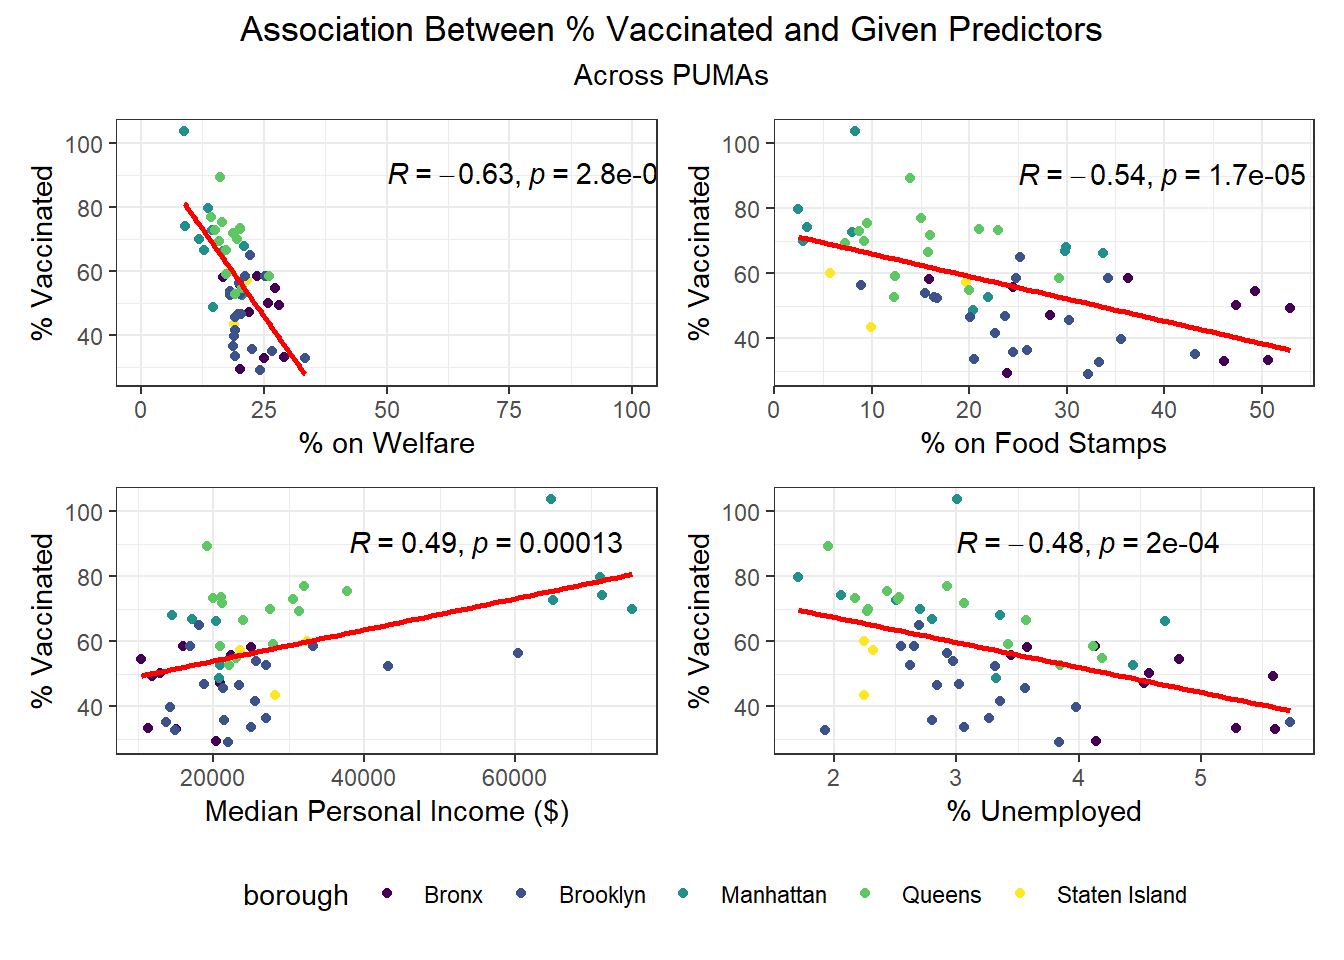 Association Between % Vaccinated and Given Predictors
Across PUMAs
% Vaccinated
100
80
60
40
R = −0.63, p = 2.8e-0
0 25 50 75 100
% on Welfare
% Vaccinated
100
80
60
40
R = −0.54, p = 1.7e-05
0 10 20 30 40 50
% on Food Stamps
% Vaccinated
100
80
60
40
R = 0.49, p = 0.00013
20000 40000 60000
Median Personal Income ($)
% Vaccinated
100
80
60
40
R = −0.48, p = 2e-04
2 3 4 5
% Unemployed
borough Bronx Brooklyn Manhattan Queens Staten Island